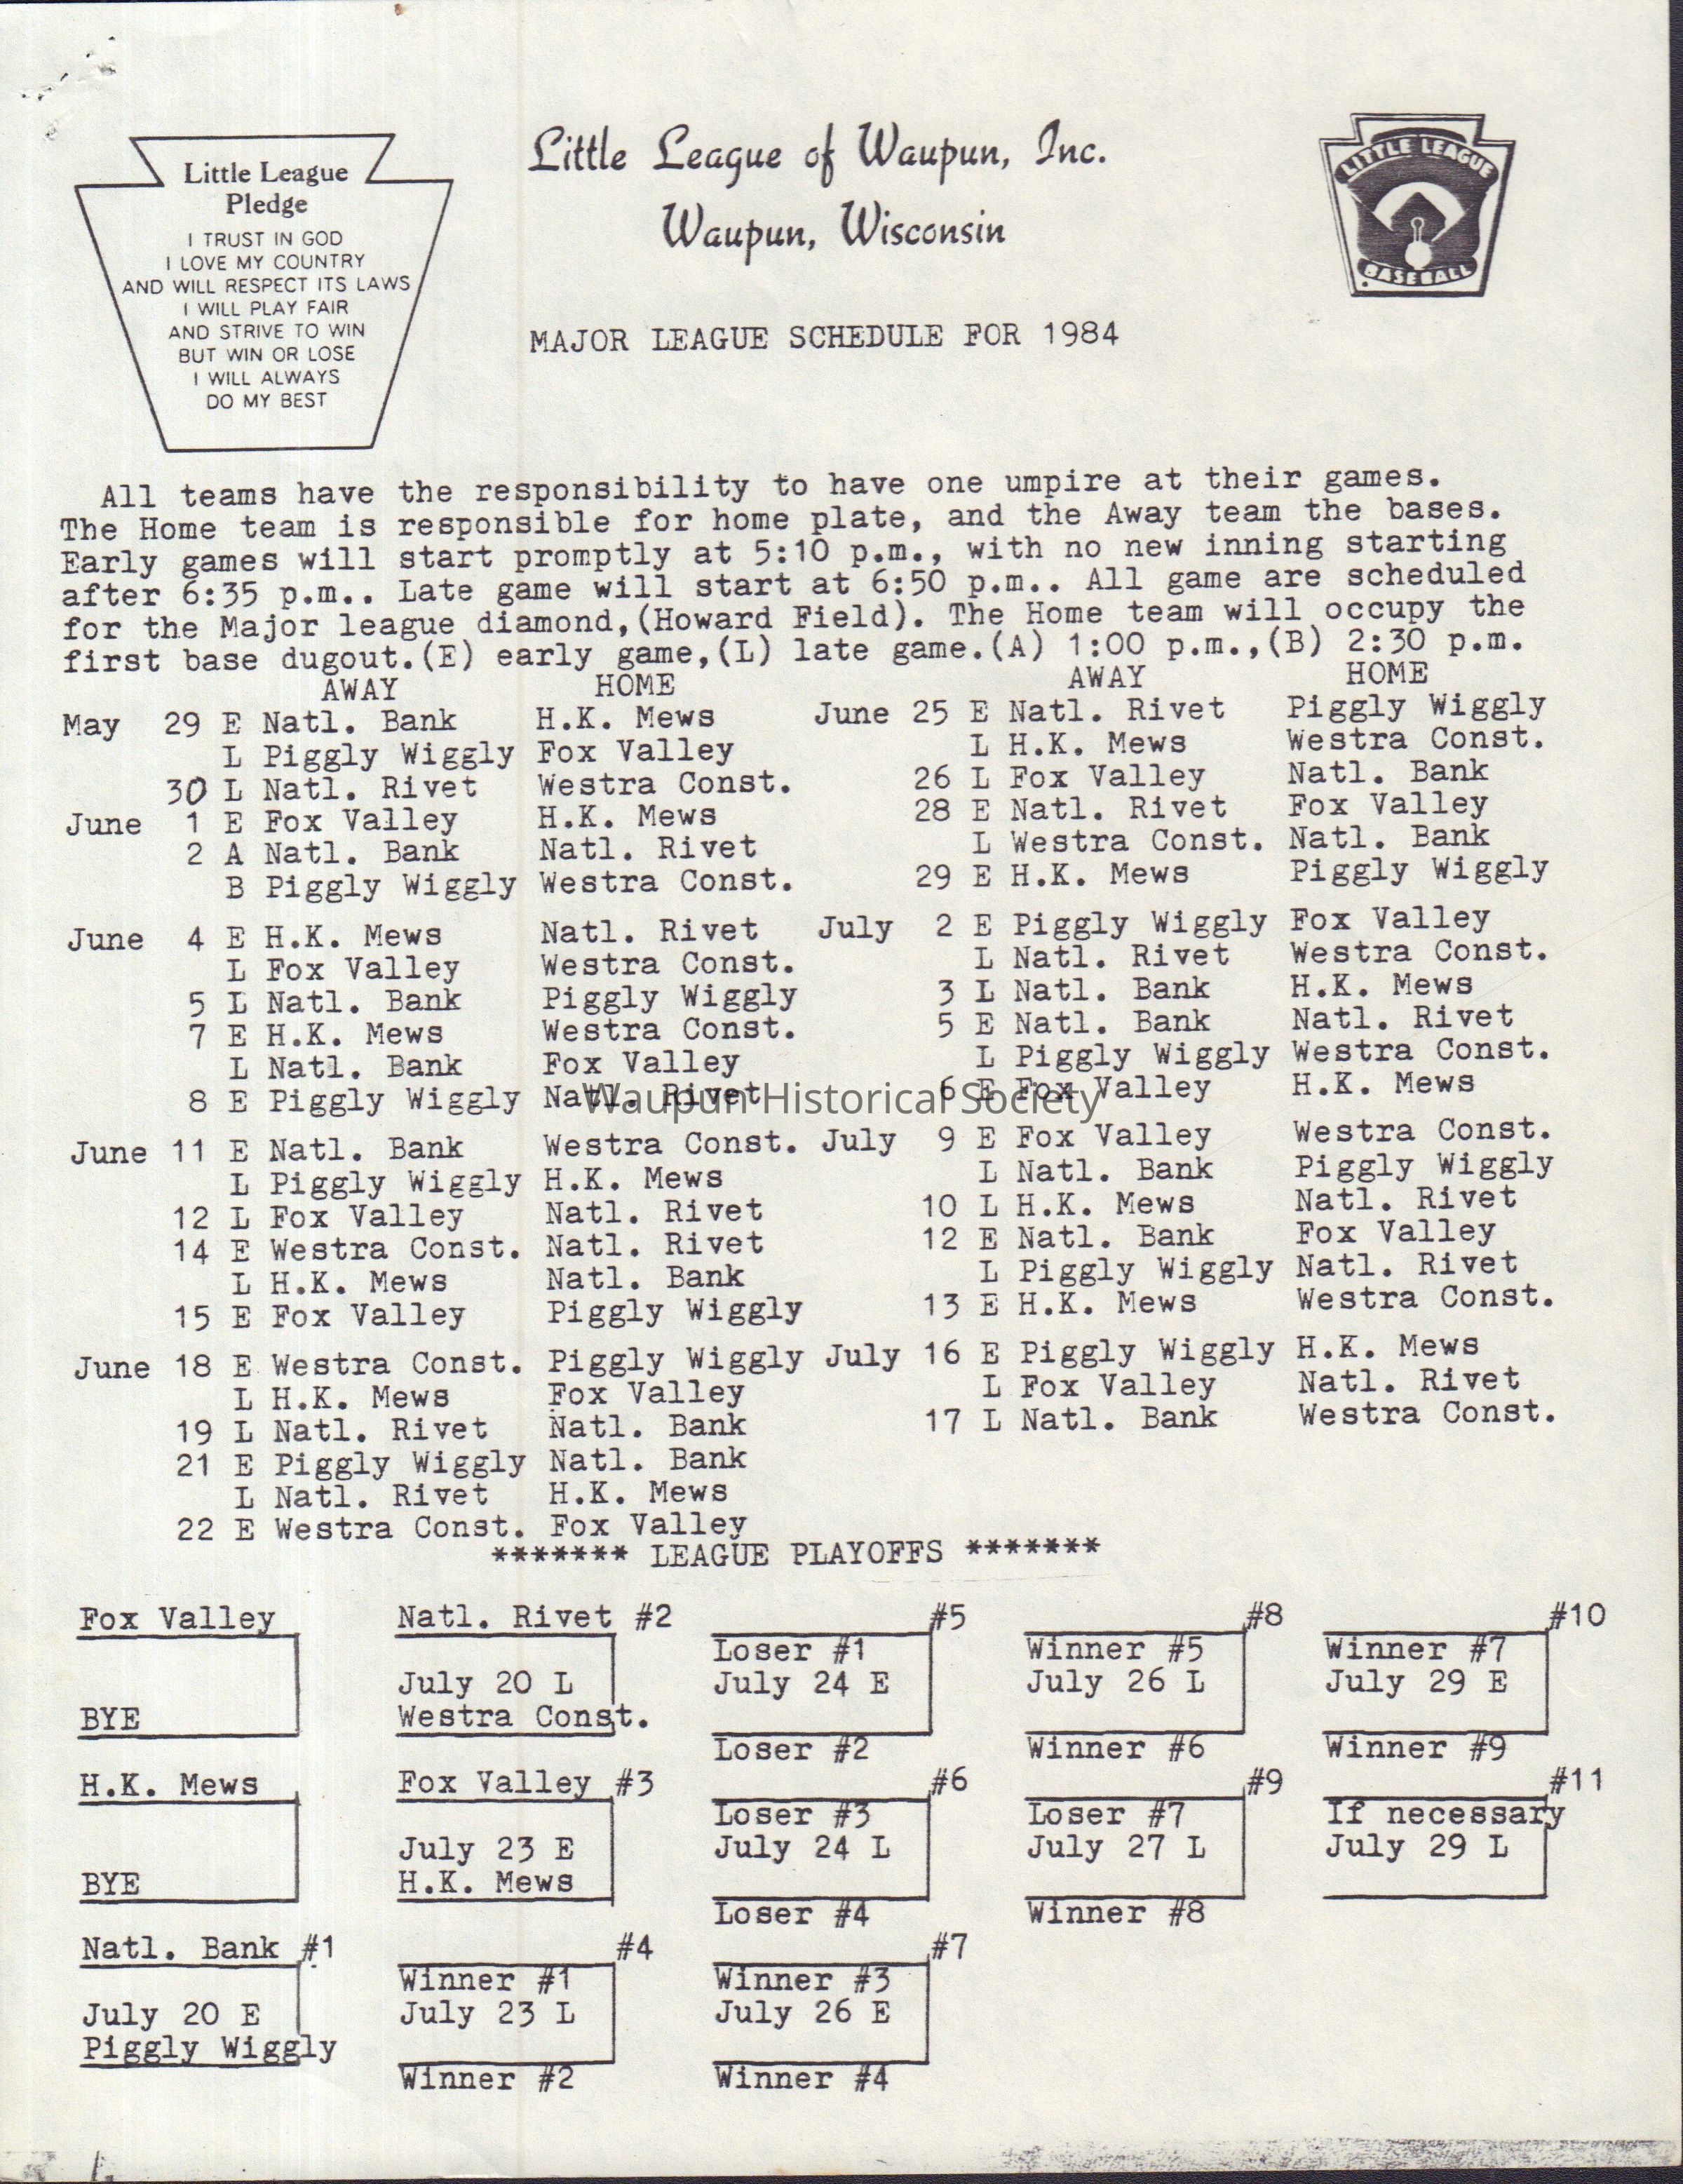 Little League
Pledge
I TRUST IN GOD
I LOVE MY COUNTRY
AND WILL RESPECT ITS LAWS
I WILL PLAY FAIR
AND STRIVE TO WIN
BUT WIN OR LOSE
I WILL ALWAYS
DO MY BEST
Little League of Waupun, Inc.
Waupun, Wisconsin
MAJOR LEAGUE SCHEDULE FOR 1984
LITTLE LEAGUE
BASEBALL
All teams have the responsibility to have one umpire at their games.
The Home team is responsible for home plate, and the Away team the bases.
Early games will start promptly at 5:10 p.m., with no new inning starting
after 6:35 p.m.. Late game will start at 6:50 p.m.. All game are scheduled
for the Major league diamond,(Howard Field). The Home team will occupy the
first base dugout.(E) early game,(L) late game.(A) 1:00 p.m.,(B) 2:30 p.m.
AWAY HOME
May 29 E Natl. Bank H.K. Mews
L Piggly Wiggly Fox Valley
30 L Natl. Rivet Westra Const.
June 1 E Fox Valley H.K. Mews
2 A Natl. Bank Natl. Rivet
B Piggly Wiggly Westra Const.
June 4 E H.K. Mews Natl. Rivet
L Fox Valley Westra Const.
5 L Natl. Bank Piggly Wiggly
7 E H.K. Mews Westra Const.
L Natl. Bank Fox Valley
8 E Piggly Wiggly Natl. Rivet
June 11 E Natl. Bank Westra Const.
L Piggly Wiggly H.K. Mews
12 L Fox Valley Natl. Rivet
14 E Westra Const. Natl. Rivet
L H.K. Mews Natl. Bank
15 E Fox Valley Piggly Wiggly
June 18 E Westra Const. Piggly Wiggly
L H.K. Mews Fox Valley
19 L Natl. Rivet Natl. Bank
21 E Piggly Wiggly Natl. Bank
L Natl. Rivet H.K. Mews
22 E Westra Const. Fox Valley
AWAY HOME
June 25 E Natl. Rivet Piggly Wiggly
L H.K. Mews Westra Const.
26 L Fox Valley Natl. Bank
28 E Natl. Rivet Fox Valley
L Westra Const. Natl. Bank
29 E H.K. Mews Piggly Wiggly
July 2 E Piggly Wiggly Fox Valley
L Natl. Rivet Westra Const.
3 L Natl. Bank H.K. Mews
5 E Natl. Bank Natl. Rivet
L Piggly Wiggly Westra Const.
6 E Fox Valley H.K. Mews
July 9 E Fox Valley Westra Const.
L Natl. Bank Piggly Wiggly
10 L H.K. Mews Natl. Rivet
12 E Natl. Bank Fox Valley
L Piggly Wiggly Natl. Rivet
13 E H.K. Mews Westra Const.
July 16 E Piggly Wiggly H.K. Mews
L Fox Valley Natl. Rivet
17 L Natl. Bank Westra Const.
Waupun Historical Society
******* LEAGUE PLAYOFFS *******
Fox Valley
BYE
H.K. Mews
BYE
Natl. Bank #1
July 20 E
Piggly Wiggly
Natl. Rivet #2
July 20 L
Westra Const.
Fox Valley #3
July 23 E
H.K. Mews
#4
Winner #1
July 23 L
Winner #2
#5
Loser #1
July 24 E
Loser #2
#6
Loser #3
July 24 L
Loser #4
#7
Winner #3
July 26 E
Winner #4
#8
Winner #5
July 26 L
Winner #6
#9
Loser #7
July 27 L
Winner #8
#10
Winner #7
July 29 E
Winner #9
#11
If necessary
July 29 L